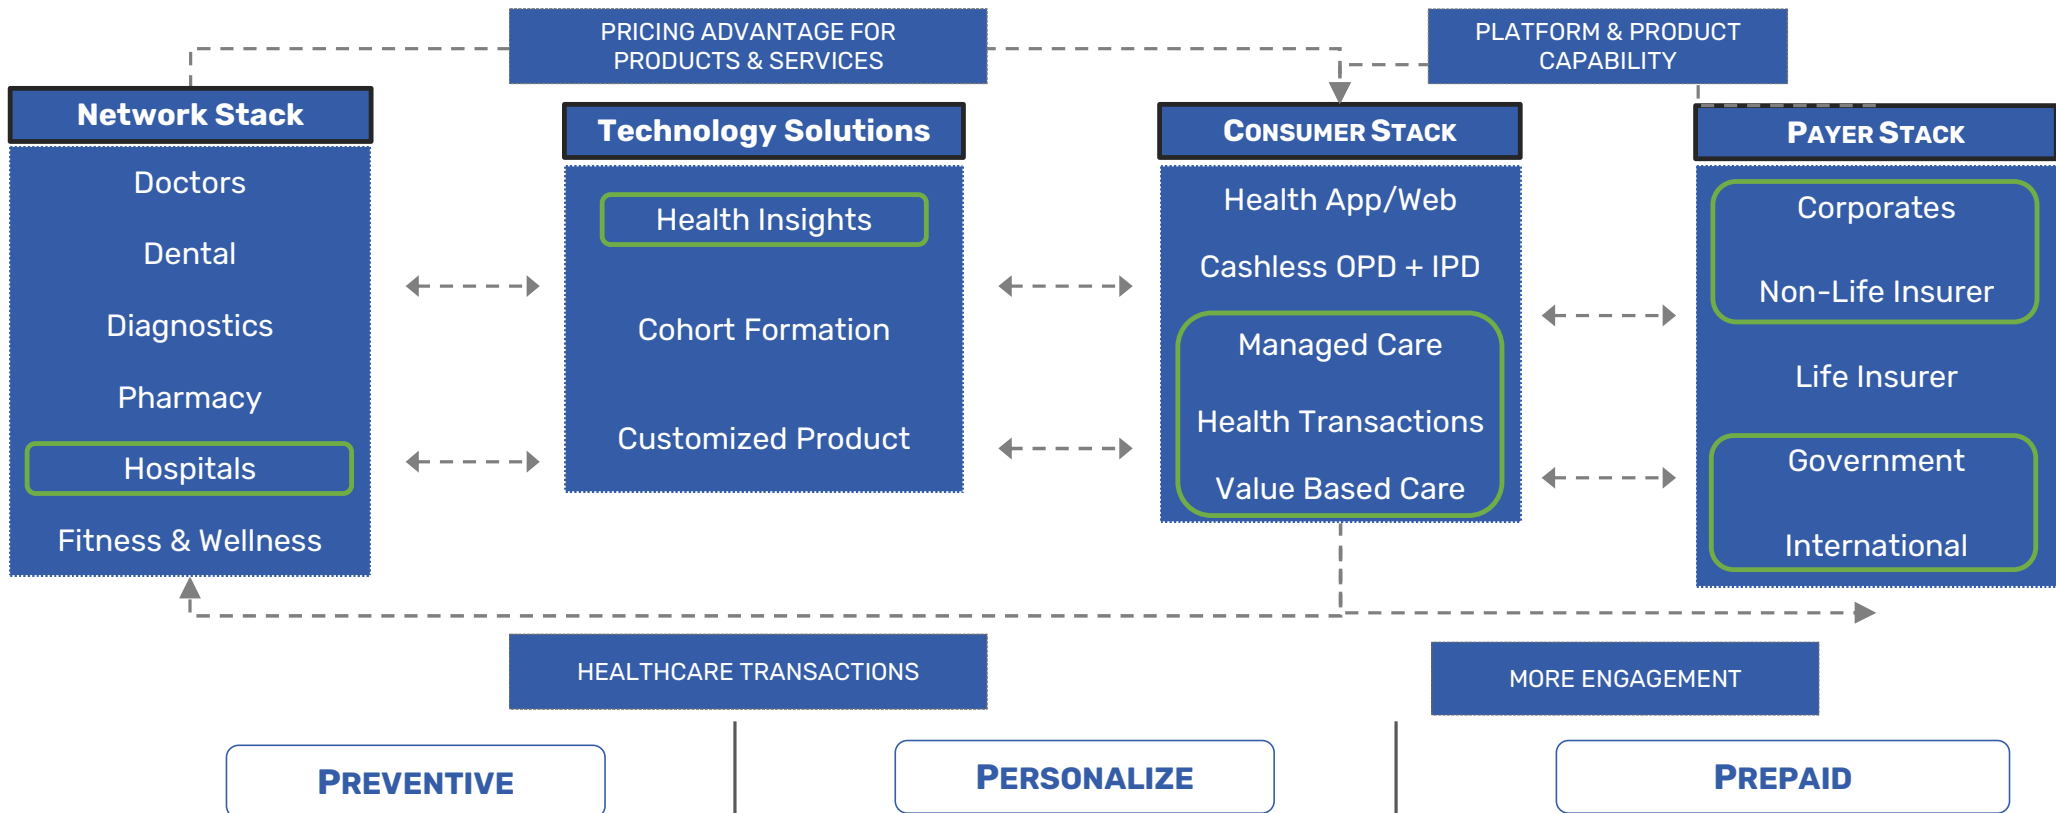 PRICING ADVANTAGE FOR
PRODUCTS & SERVICES
PLATFORM & PRODUCT
CAPABILITY
Network Stack
Doctors
Dental
Diagnostics
Pharmacy
Hospitals
Fitness & Wellness
Technology Solutions
Health Insights
Cohort Formation
Customized Product
CONSUMER STACK
Health App/Web
Cashless OPD + IPD
Managed Care
Health Transactions
Value Based Care
PAYER STACK
Corporates
Non-Life Insurer
Life Insurer
Government
International
HEALTHCARE TRANSACTIONS
MORE ENGAGEMENT
PREVENTIVE
PERSONALIZE
PREPAID